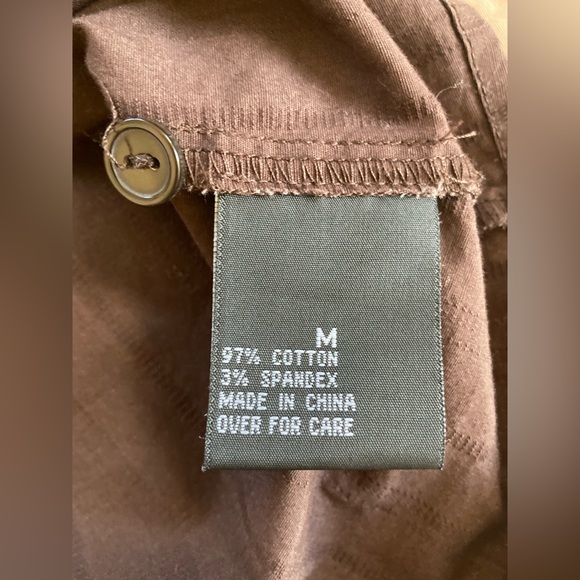 M
97% COTTON
3% SPANDEX
MADE IN CHINA
OVER FOR CARE